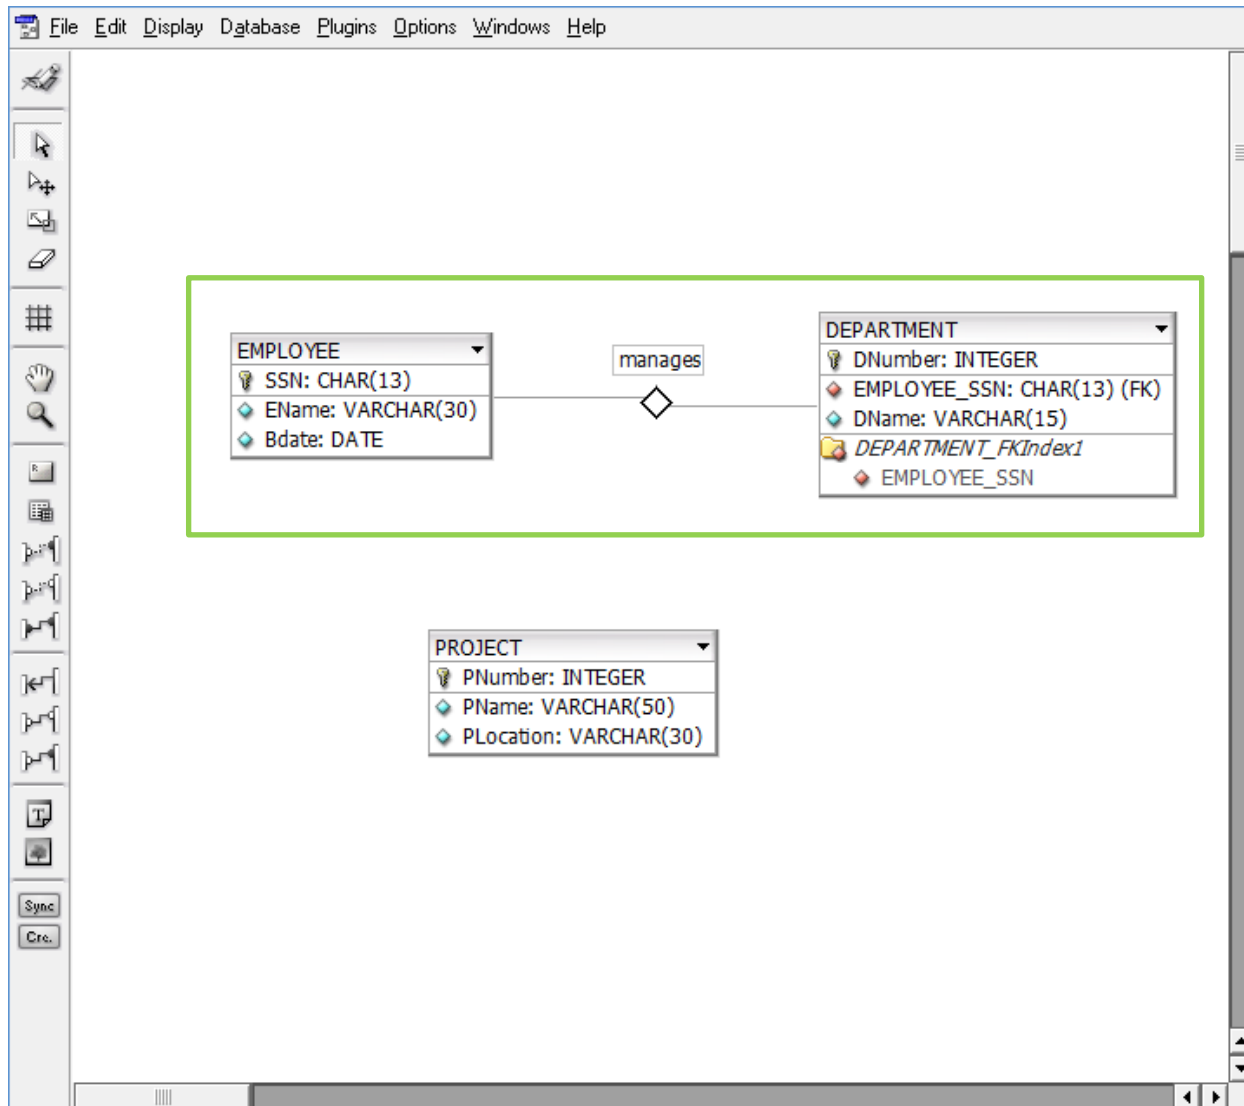 File Edit Display Database Plugins Options Windows Help
EMPLOYEE
SSN: CHAR(13)
EName: VARCHAR(30)
Bdate: DATE
manages
DEPARTMENT
DNumber: INTEGER
EMPLOYEE_SSN: CHAR(13) (FK)
DName: VARCHAR(15)
DEPARTMENT_FKIndex1
EMPLOYEE_SSN
PROJECT
PNumber: INTEGER
PName: VARCHAR(50)
PLocation: VARCHAR(30)
R
T
Sync
Cre.